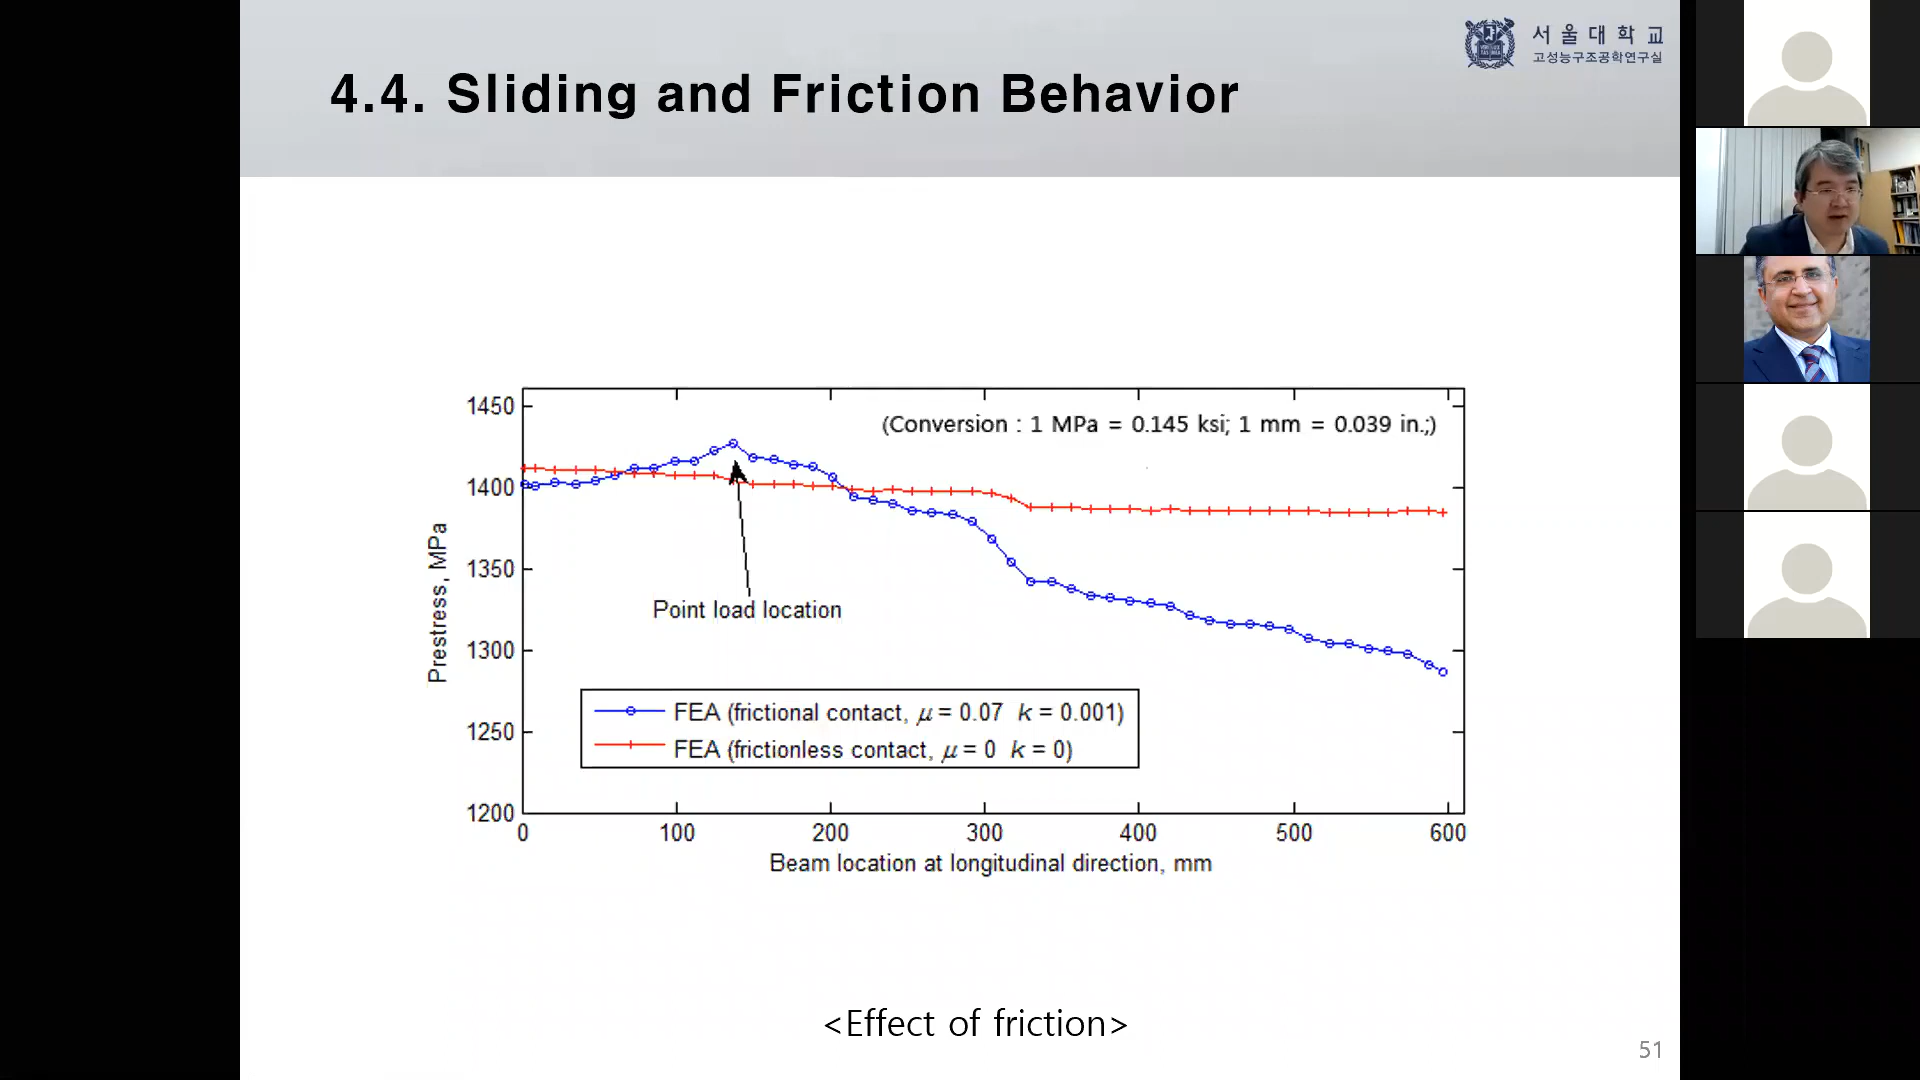 서울대학교
고성능구조공학연구실
4.4. Sliding and Friction Behavior
(Conversion : 1 MPa = 0.145 ksi; 1 mm = 0.039 in.;)
1450
1400
1350
1300
1250
1200
Prestress, MPa
Point load location
FEA (frictional contact, μ = 0.07 k = 0.001)
FEA (frictionless contact, μ = 0 k = 0)
0 100 200 300 400 500 600
Beam location at longitudinal direction, mm
<Effect of friction>
51